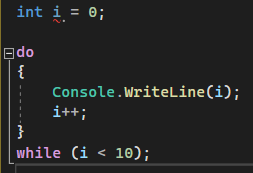 int i = 0;
do
{
Console.WriteLine(i);
i++;
}
while (i < 10);